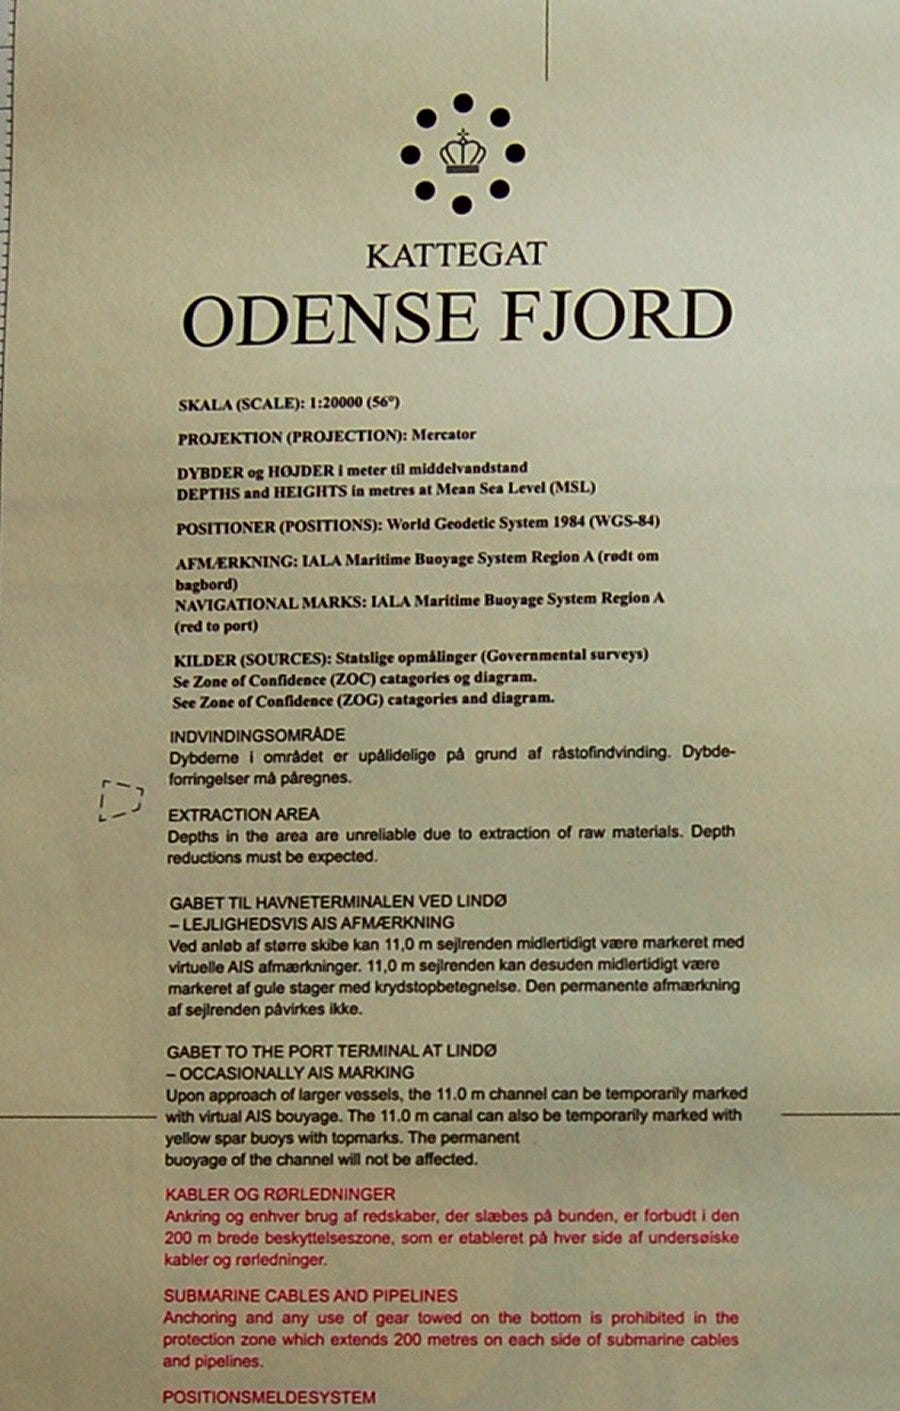 KATTEGAT
ODENSE FJORD
SKALA (SCALE): 1:20000 (56°)
PROJEKTION (PROJECTION): Mercator
DYBDER og HØJDER i meter til middelvandstand
DEPTHS and HEIGHTS in metres at Mean Sea Level (MSL)
POSITIONER (POSITIONS): World Geodetic System 1984 (WGS-84)
AFMÆRKNING: IALA Maritime Buoyage System Region A (rødt om
bagbord)
NAVIGATIONAL MARKS: IALA Maritime Buoyage System Region A
(red to port)
KILDER (SOURCES): Statslige opmålinger (Governmental surveys)
Se Zone of Confidence (ZOC) catagories og diagram.
See Zone of Confidence (ZOG) catagories and diagram.
INDVINDINGSOMRÅDE
Dybderne i området er upålidelige på grund af råstofindvinding. Dybde-
forringelser må påregnes.
EXTRACTION AREA
Depths in the area are unreliable due to extraction of raw materials. Depth
reductions must be expected.
GABET TIL HAVNETERMINALEN VED LINDØ
– LEJLIGHEDSVIS AIS AFMÆRKNING
Ved anløb af større skibe kan 11,0 m sejlrenden midlertidigt være markeret med
virtuelle AIS afmærkninger. 11,0 m sejlrenden kan desuden midlertidigt være
markeret af gule stager med krydstopbetegnelse. Den permanente afmærkning
af sejlrenden påvirkes ikke.
GABET TO THE PORT TERMINAL AT LINDØ
– OCCASIONALLY AIS MARKING
Upon approach of larger vessels, the 11.0 m channel can be temporarily marked
with virtual AIS bouyage. The 11.0 m canal can also be temporarily marked with
yellow spar buoys with topmarks. The permanent
buoyage of the channel will not be affected.
KABLER OG RØRLEDNINGER
Ankring og enhver brug af redskaber, der slæbes på bunden, er forbudt i den
200 m brede beskyttelseszone, som er etableret på hver side af undersøiske
kabler og rørledninger.
SUBMARINE CABLES AND PIPELINES
Anchoring and any use of gear towed on the bottom is prohibited in the
protection zone which extends 200 metres on each side of submarine cables
and pipelines.
POSITIONSMELDESYSTEM